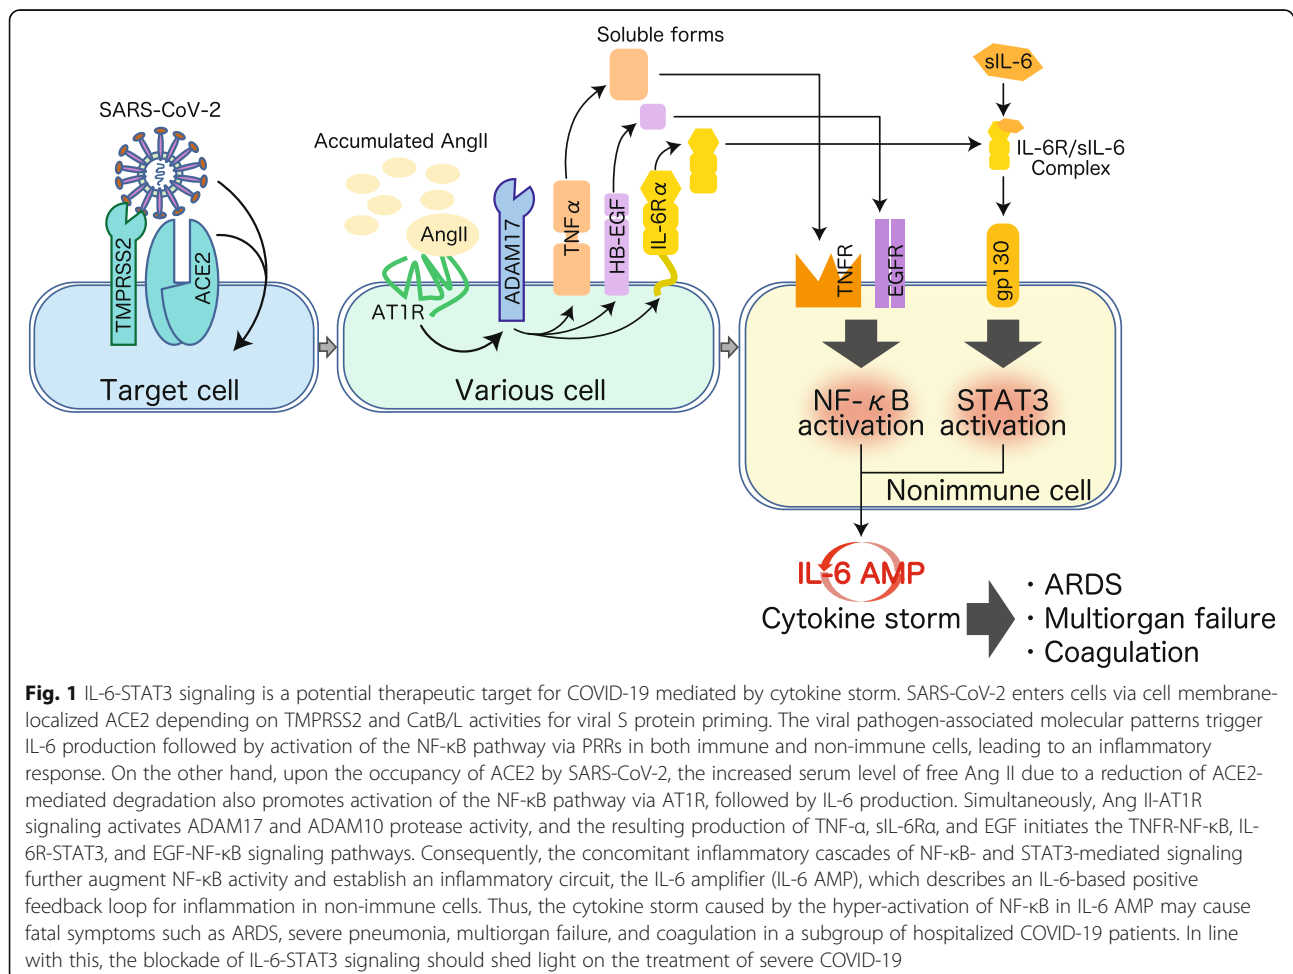 Soluble forms
sIL-6
SARS-CoV-2
Accumulated AngII
IL-6R/sIL-6
Complex
AngII
TMPRSS2
ACE2
AT1R
ADAM17
TNFα
HB-EGF
IL-6Rα
TNFR
EGFR
gp130
Target cell
Various cell
NF-κB
activation
STAT3
activation
Nonimmune cell
IL-6 AMP
Cytokine storm
・ARDS
・Multiorgan failure
・Coagulation
Fig. 1 IL-6-STAT3 signaling is a potential therapeutic target for COVID-19 mediated by cytokine storm. SARS-CoV-2 enters cells via cell membrane-
localized ACE2 depending on TMPRSS2 and CatB/L activities for viral S protein priming. The viral pathogen-associated molecular patterns trigger
IL-6 production followed by activation of the NF-κB pathway via PRRs in both immune and non-immune cells, leading to an inflammatory
response. On the other hand, upon the occupancy of ACE2 by SARS-CoV-2, the increased serum level of free Ang II due to a reduction of ACE2-
mediated degradation also promotes activation of the NF-κB pathway via AT1R, followed by IL-6 production. Simultaneously, Ang II-AT1R
signaling activates ADAM17 and ADAM10 protease activity, and the resulting production of TNF-α, sIL-6Rα, and EGF initiates the TNFR-NF-κB, IL-
6R-STAT3, and EGF-NF-κB signaling pathways. Consequently, the concomitant inflammatory cascades of NF-κB- and STAT3-mediated signaling
further augment NF-κB activity and establish an inflammatory circuit, the IL-6 amplifier (IL-6 AMP), which describes an IL-6-based positive
feedback loop for inflammation in non-immune cells. Thus, the cytokine storm caused by the hyper-activation of NF-κB in IL-6 AMP may cause
fatal symptoms such as ARDS, severe pneumonia, multiorgan failure, and coagulation in a subgroup of hospitalized COVID-19 patients. In line
with this, the blockade of IL-6-STAT3 signaling should shed light on the treatment of severe COVID-19